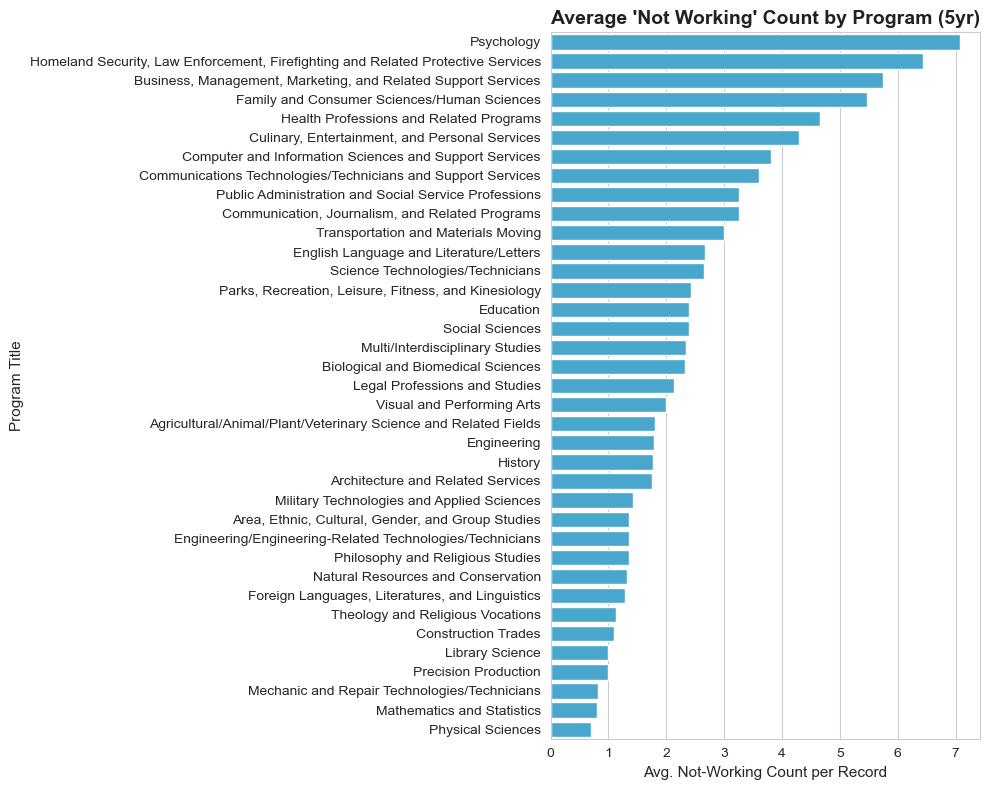 Average 'Not Working' Count by Program (5yr)
Program Title
Psychology
Homeland Security, Law Enforcement, Firefighting and Related Protective Services
Business, Management, Marketing, and Related Support Services
Family and Consumer Sciences/Human Sciences
Health Professions and Related Programs
Culinary, Entertainment, and Personal Services
Computer and Information Sciences and Support Services
Communications Technologies/Technicians and Support Services
Public Administration and Social Service Professions
Communication, Journalism, and Related Programs
Transportation and Materials Moving
English Language and Literature/Letters
Science Technologies/Technicians
Parks, Recreation, Leisure, Fitness, and Kinesiology
Education
Social Sciences
Multi/Interdisciplinary Studies
Biological and Biomedical Sciences
Legal Professions and Studies
Visual and Performing Arts
Agricultural/Animal/Plant/Veterinary Science and Related Fields
Engineering
History
Architecture and Related Services
Military Technologies and Applied Sciences
Area, Ethnic, Cultural, Gender, and Group Studies
Engineering/Engineering-Related Technologies/Technicians
Philosophy and Religious Studies
Natural Resources and Conservation
Foreign Languages, Literatures, and Linguistics
Theology and Religious Vocations
Construction Trades
Library Science
Precision Production
Mechanic and Repair Technologies/Technicians
Mathematics and Statistics
Physical Sciences
0 1 2 3 4 5 6 7
Avg. Not-Working Count per Record